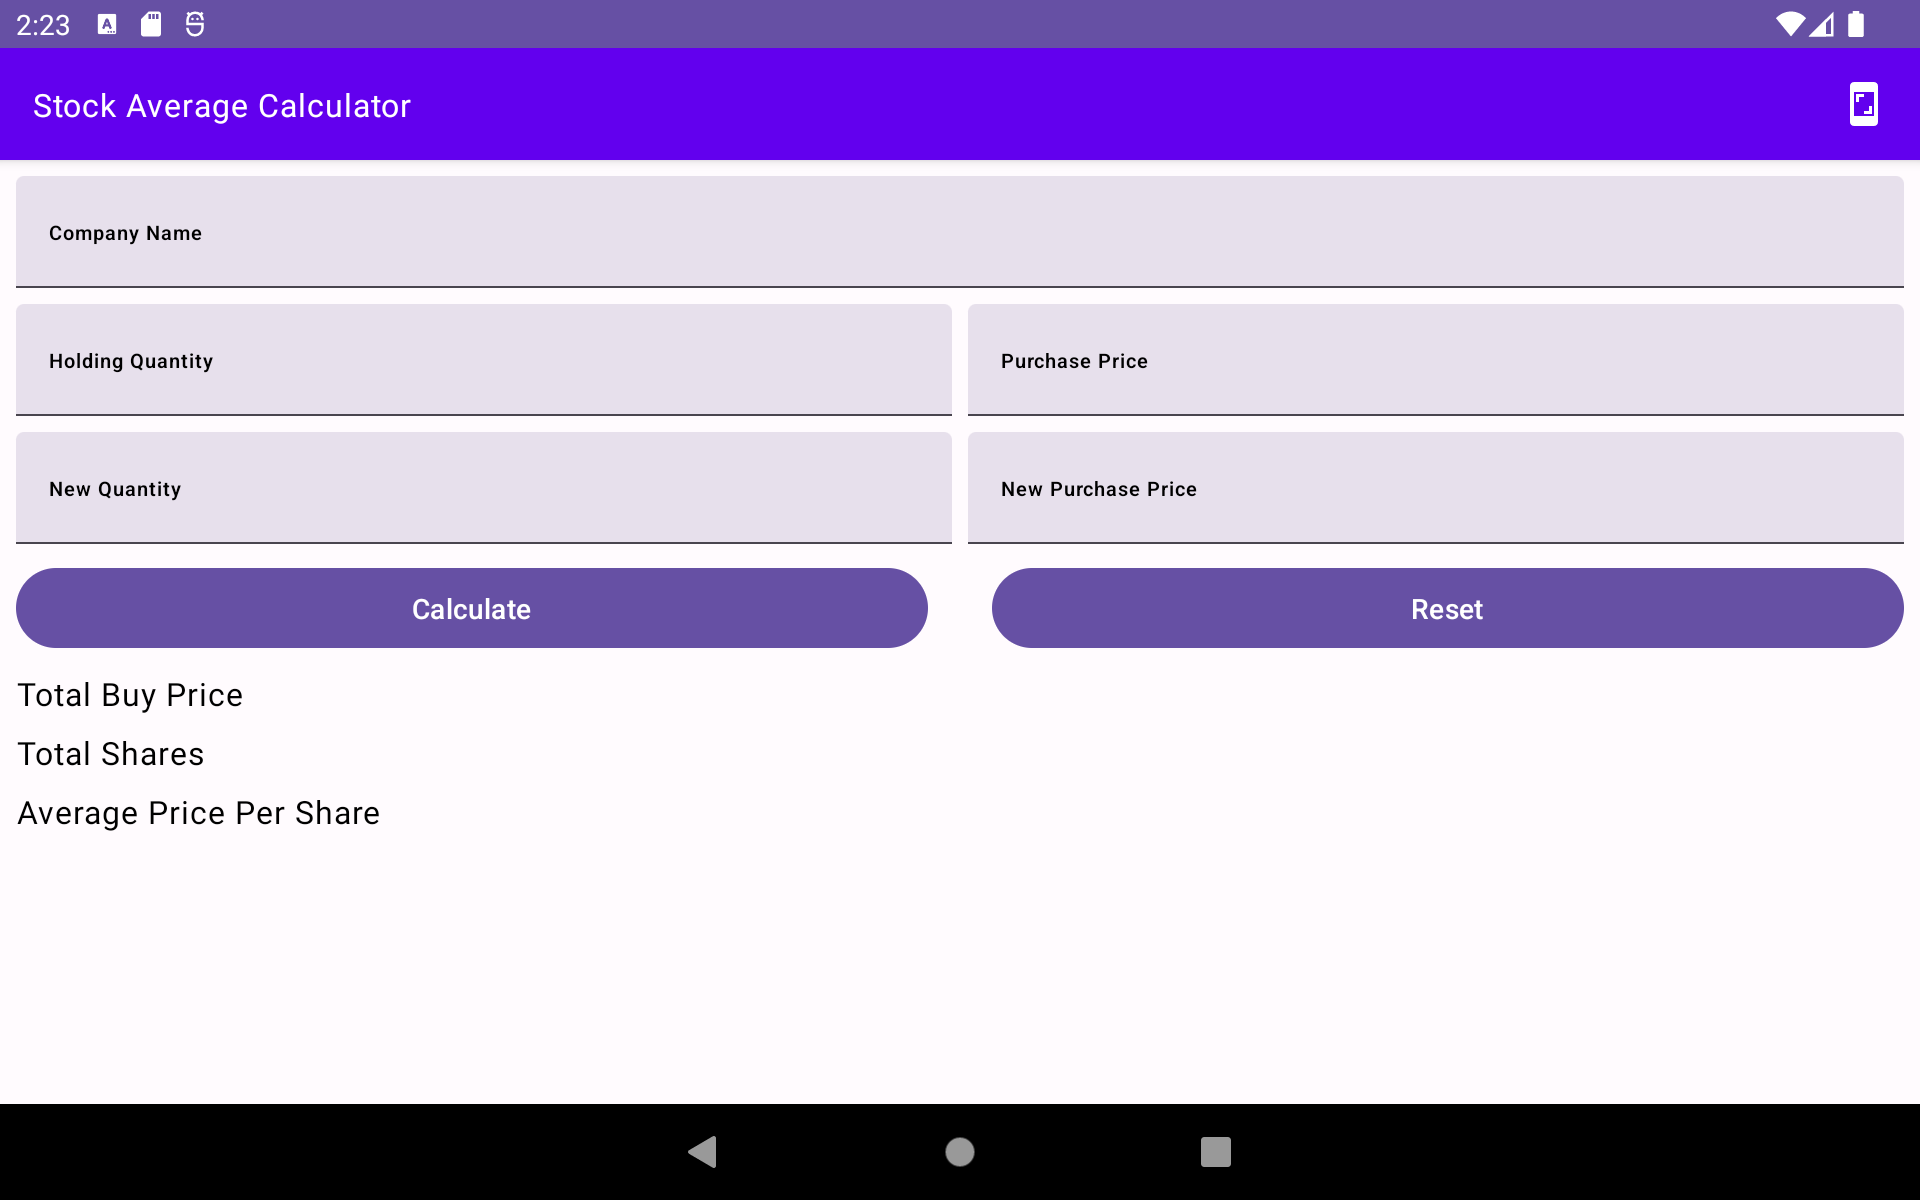 2:23
Stock Average Calculator
Company Name
Holding Quantity
Purchase Price
New Quantity
New Purchase Price
Calculate
Reset
Total Buy Price
Total Shares
Average Price Per Share